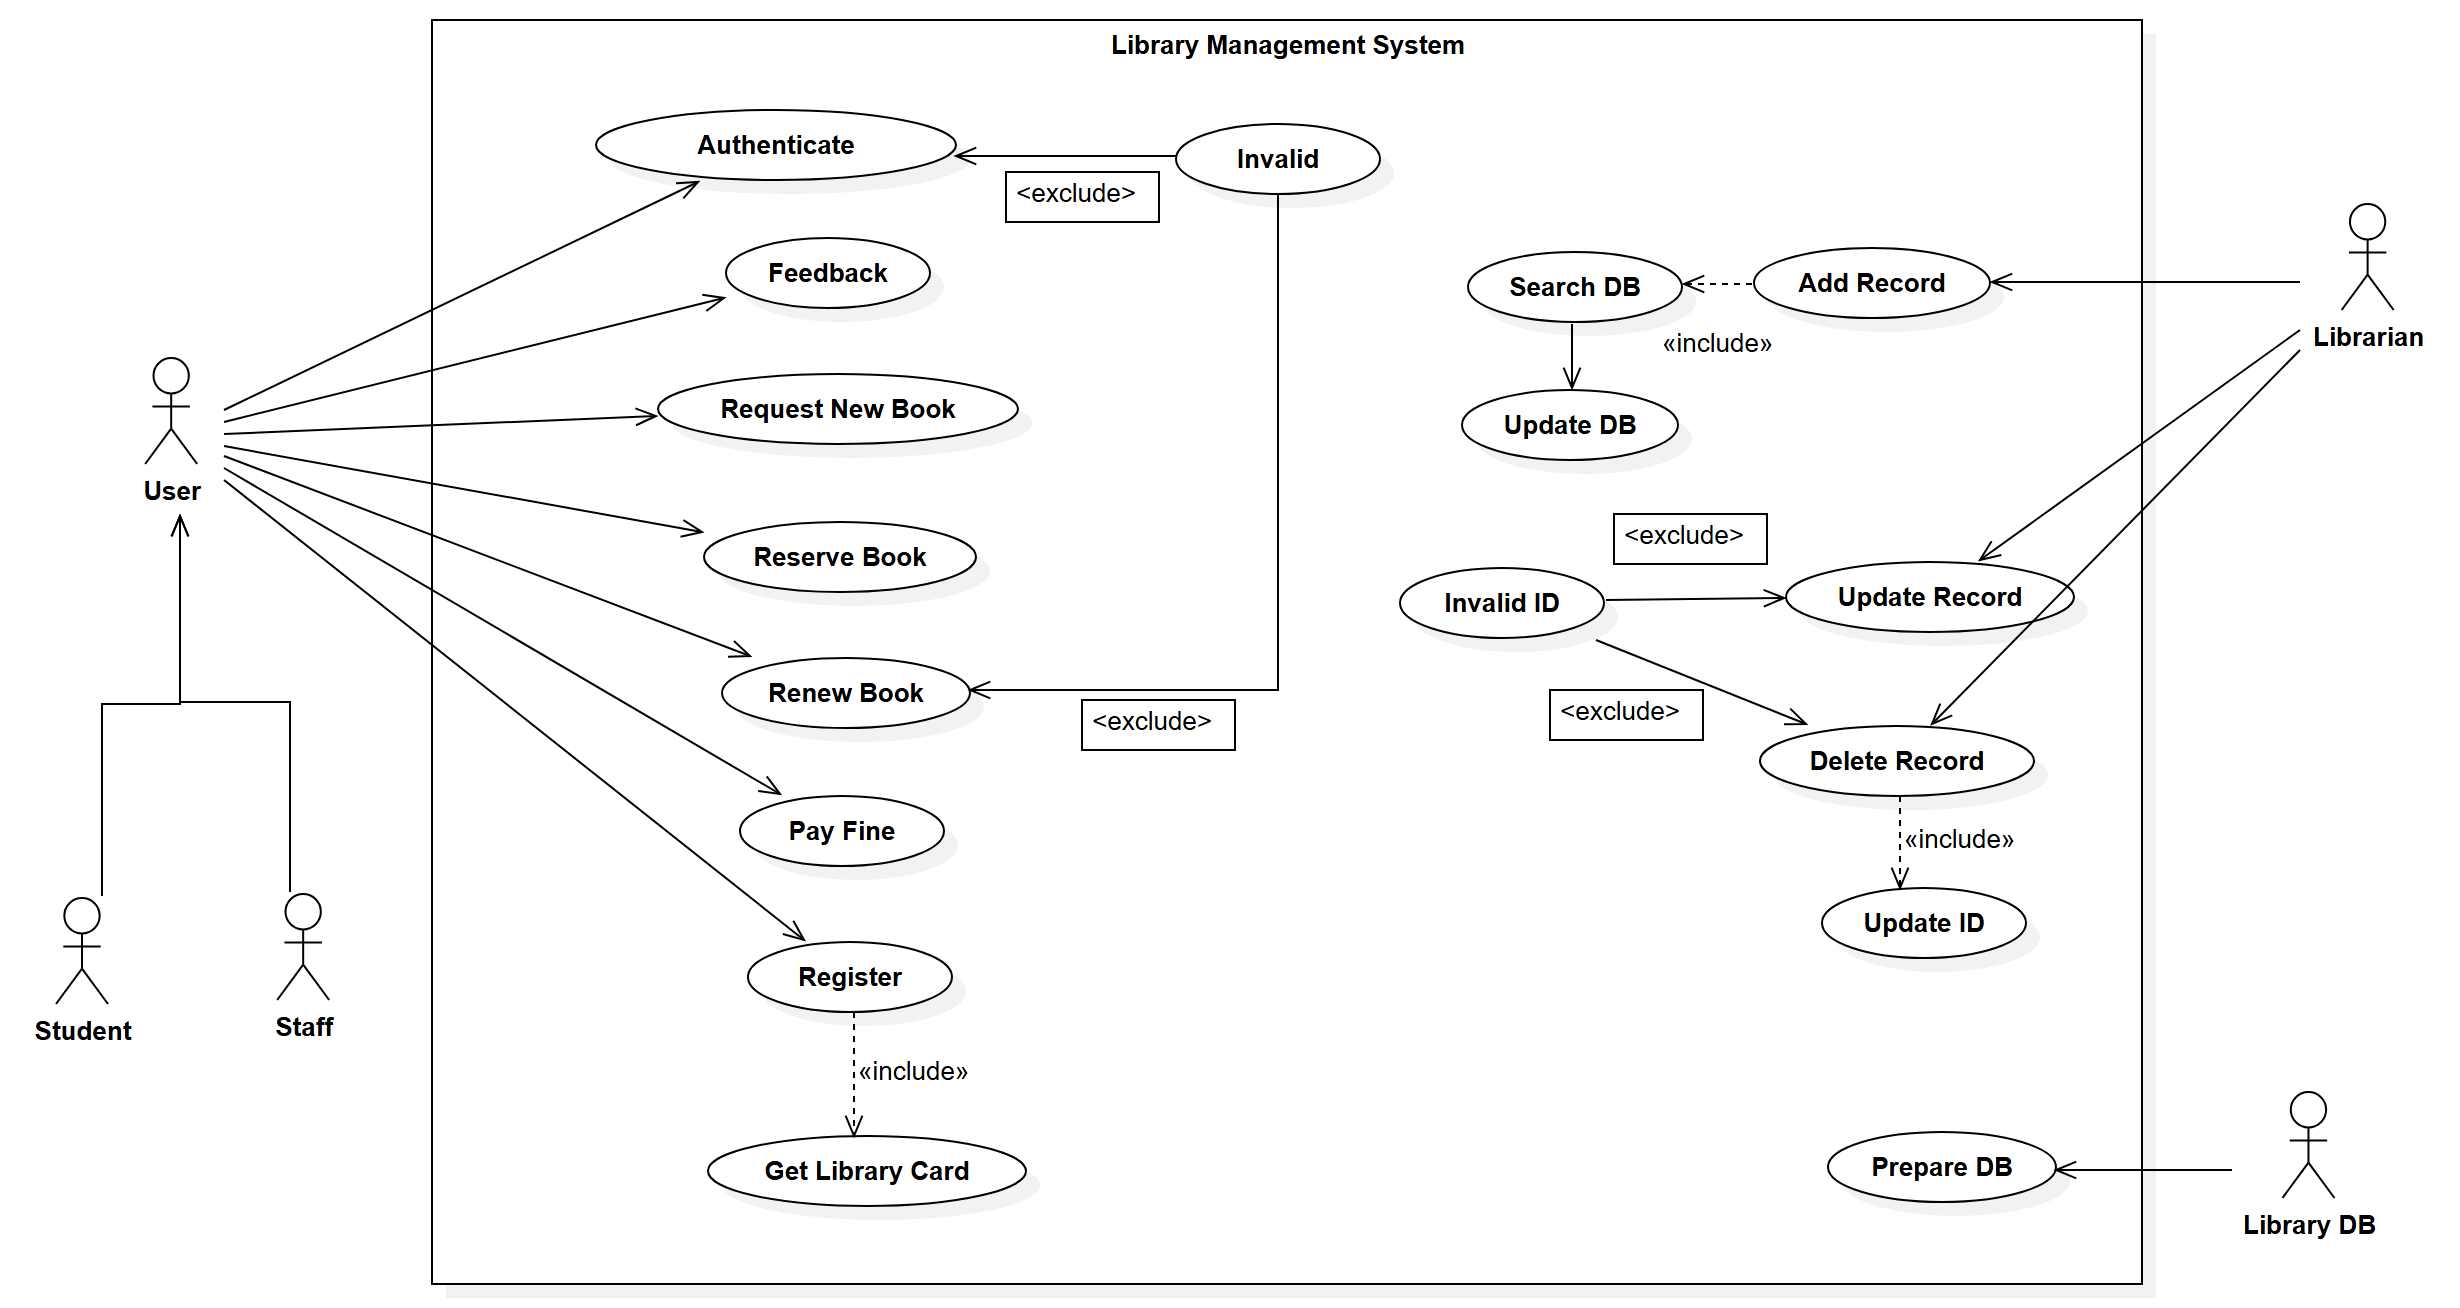 Library Management System
Authenticate
Invalid
<exclude>
Feedback
Search DB
Add Record
Librarian
«include»
Request New Book
Update DB
User
<exclude>
Reserve Book
Invalid ID
Update Record
Renew Book
<exclude>
<exclude>
Delete Record
Pay Fine
«include»
Register
Update ID
Student
Staff
«include»
Get Library Card
Prepare DB
Library DB